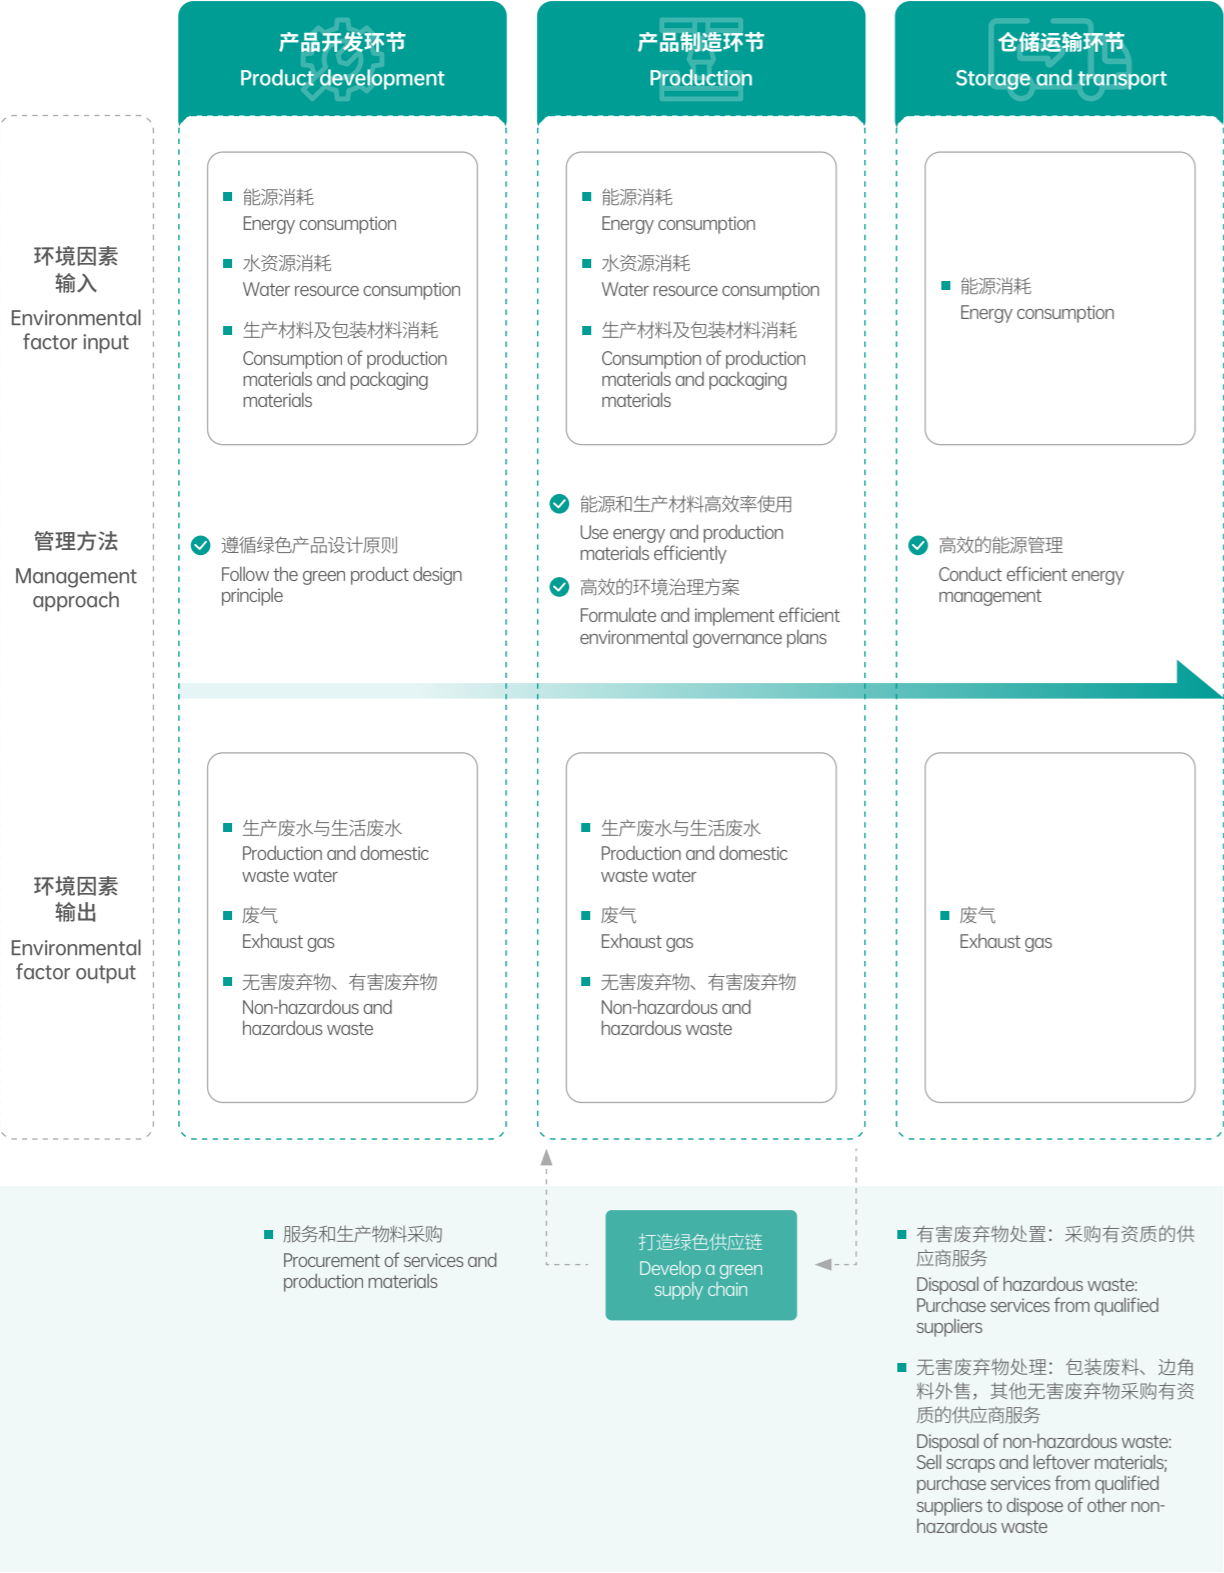 产品开发环节
Product development
产品制造环节
Production
仓储运输环节
Storage and transport
环境因素
输入
Environmental
factor input
能源消耗
Energy consumption
水资源消耗
Water resource consumption
生产材料及包装材料消耗
Consumption of production
materials and packaging
materials
能源消耗
Energy consumption
水资源消耗
Water resource consumption
生产材料及包装材料消耗
Consumption of production
materials and packaging
materials
能源消耗
Energy consumption
管理方法
Management
approach
遵循绿色产品设计原则
Follow the green product design
principle
能源和生产材料高效率使用
Use energy and production
materials efficiently
高效的环境治理方案
Formulate and implement efficient
environmental governance plans
高效的能源管理
Conduct efficient energy
management
环境因素
输出
Environmental
factor output
生产废水与生活废水
Production and domestic
waste water
废气
Exhaust gas
无害废弃物、有害废弃物
Non-hazardous and
hazardous waste
生产废水与生活废水
Production and domestic
waste water
废气
Exhaust gas
无害废弃物、有害废弃物
Non-hazardous and
hazardous waste
废气
Exhaust gas
服务和生产物料采购
Procurement of services and
production materials
打造绿色供应链
Develop a green
supply chain
有害废弃物处置：采购有资质的供
应商服务
Disposal of hazardous waste:
Purchase services from qualified
suppliers
无害废弃物处理：包装废料、边角
料外售，其他无害废弃物采购有资
质的供应商服务
Disposal of non-hazardous waste:
Sell scraps and leftover materials;
purchase services from qualified
suppliers to dispose of other non-
hazardous waste